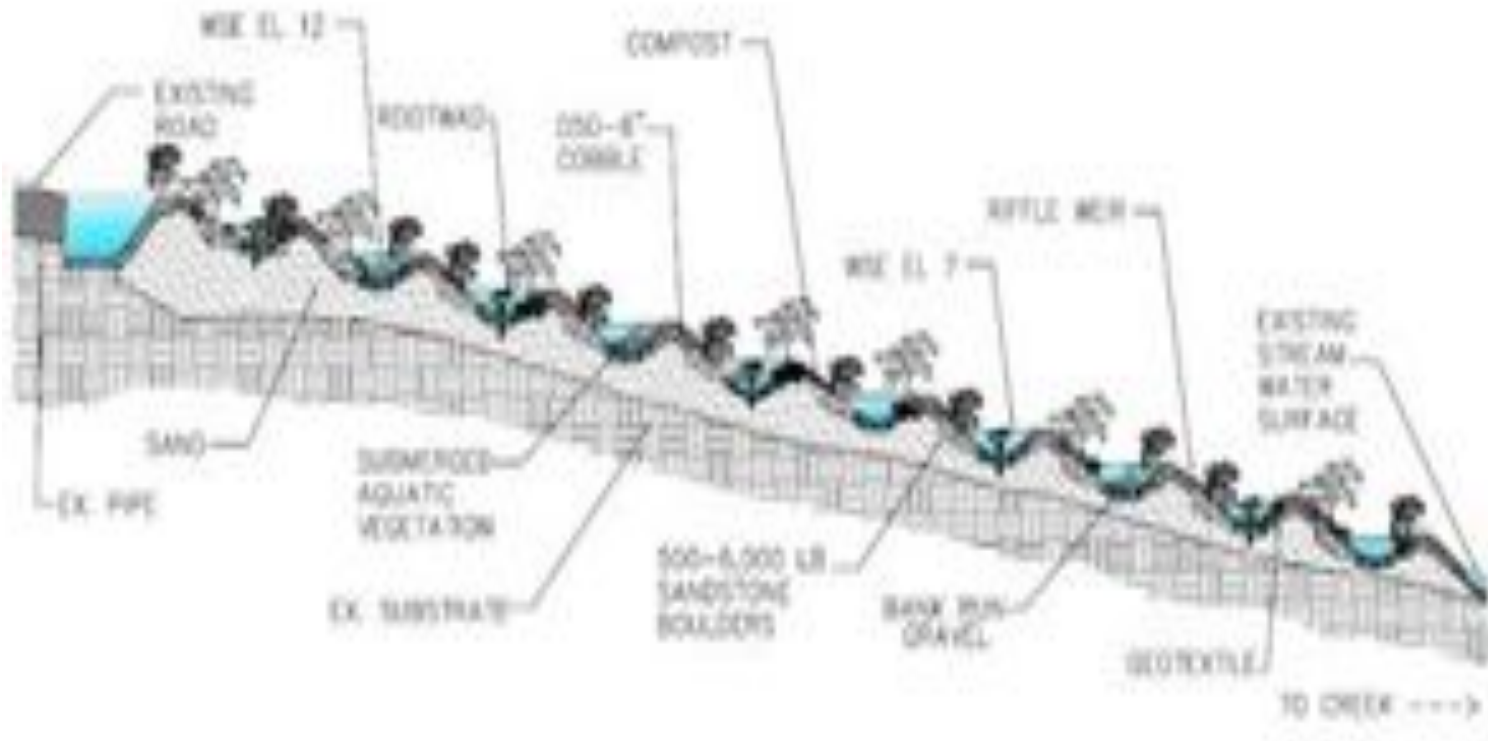 WSE EL 12
COMPOST
EXISTING
ROAD
ROOTWAD
D50-6"
COBBLE
RIFFLE WEIR
WSE EL 7
EXISTING
STREAM
WATER
SURFACE
SAND
SUBMERGED
AQUATIC
VEGETATION
EX. PIPE
500-6,000 LB
SANDSTONE
BOULDERS
EX. SUBSTRATE
BANK RUN
GRAVEL
GEOTEXTILE
TO CREEK --->